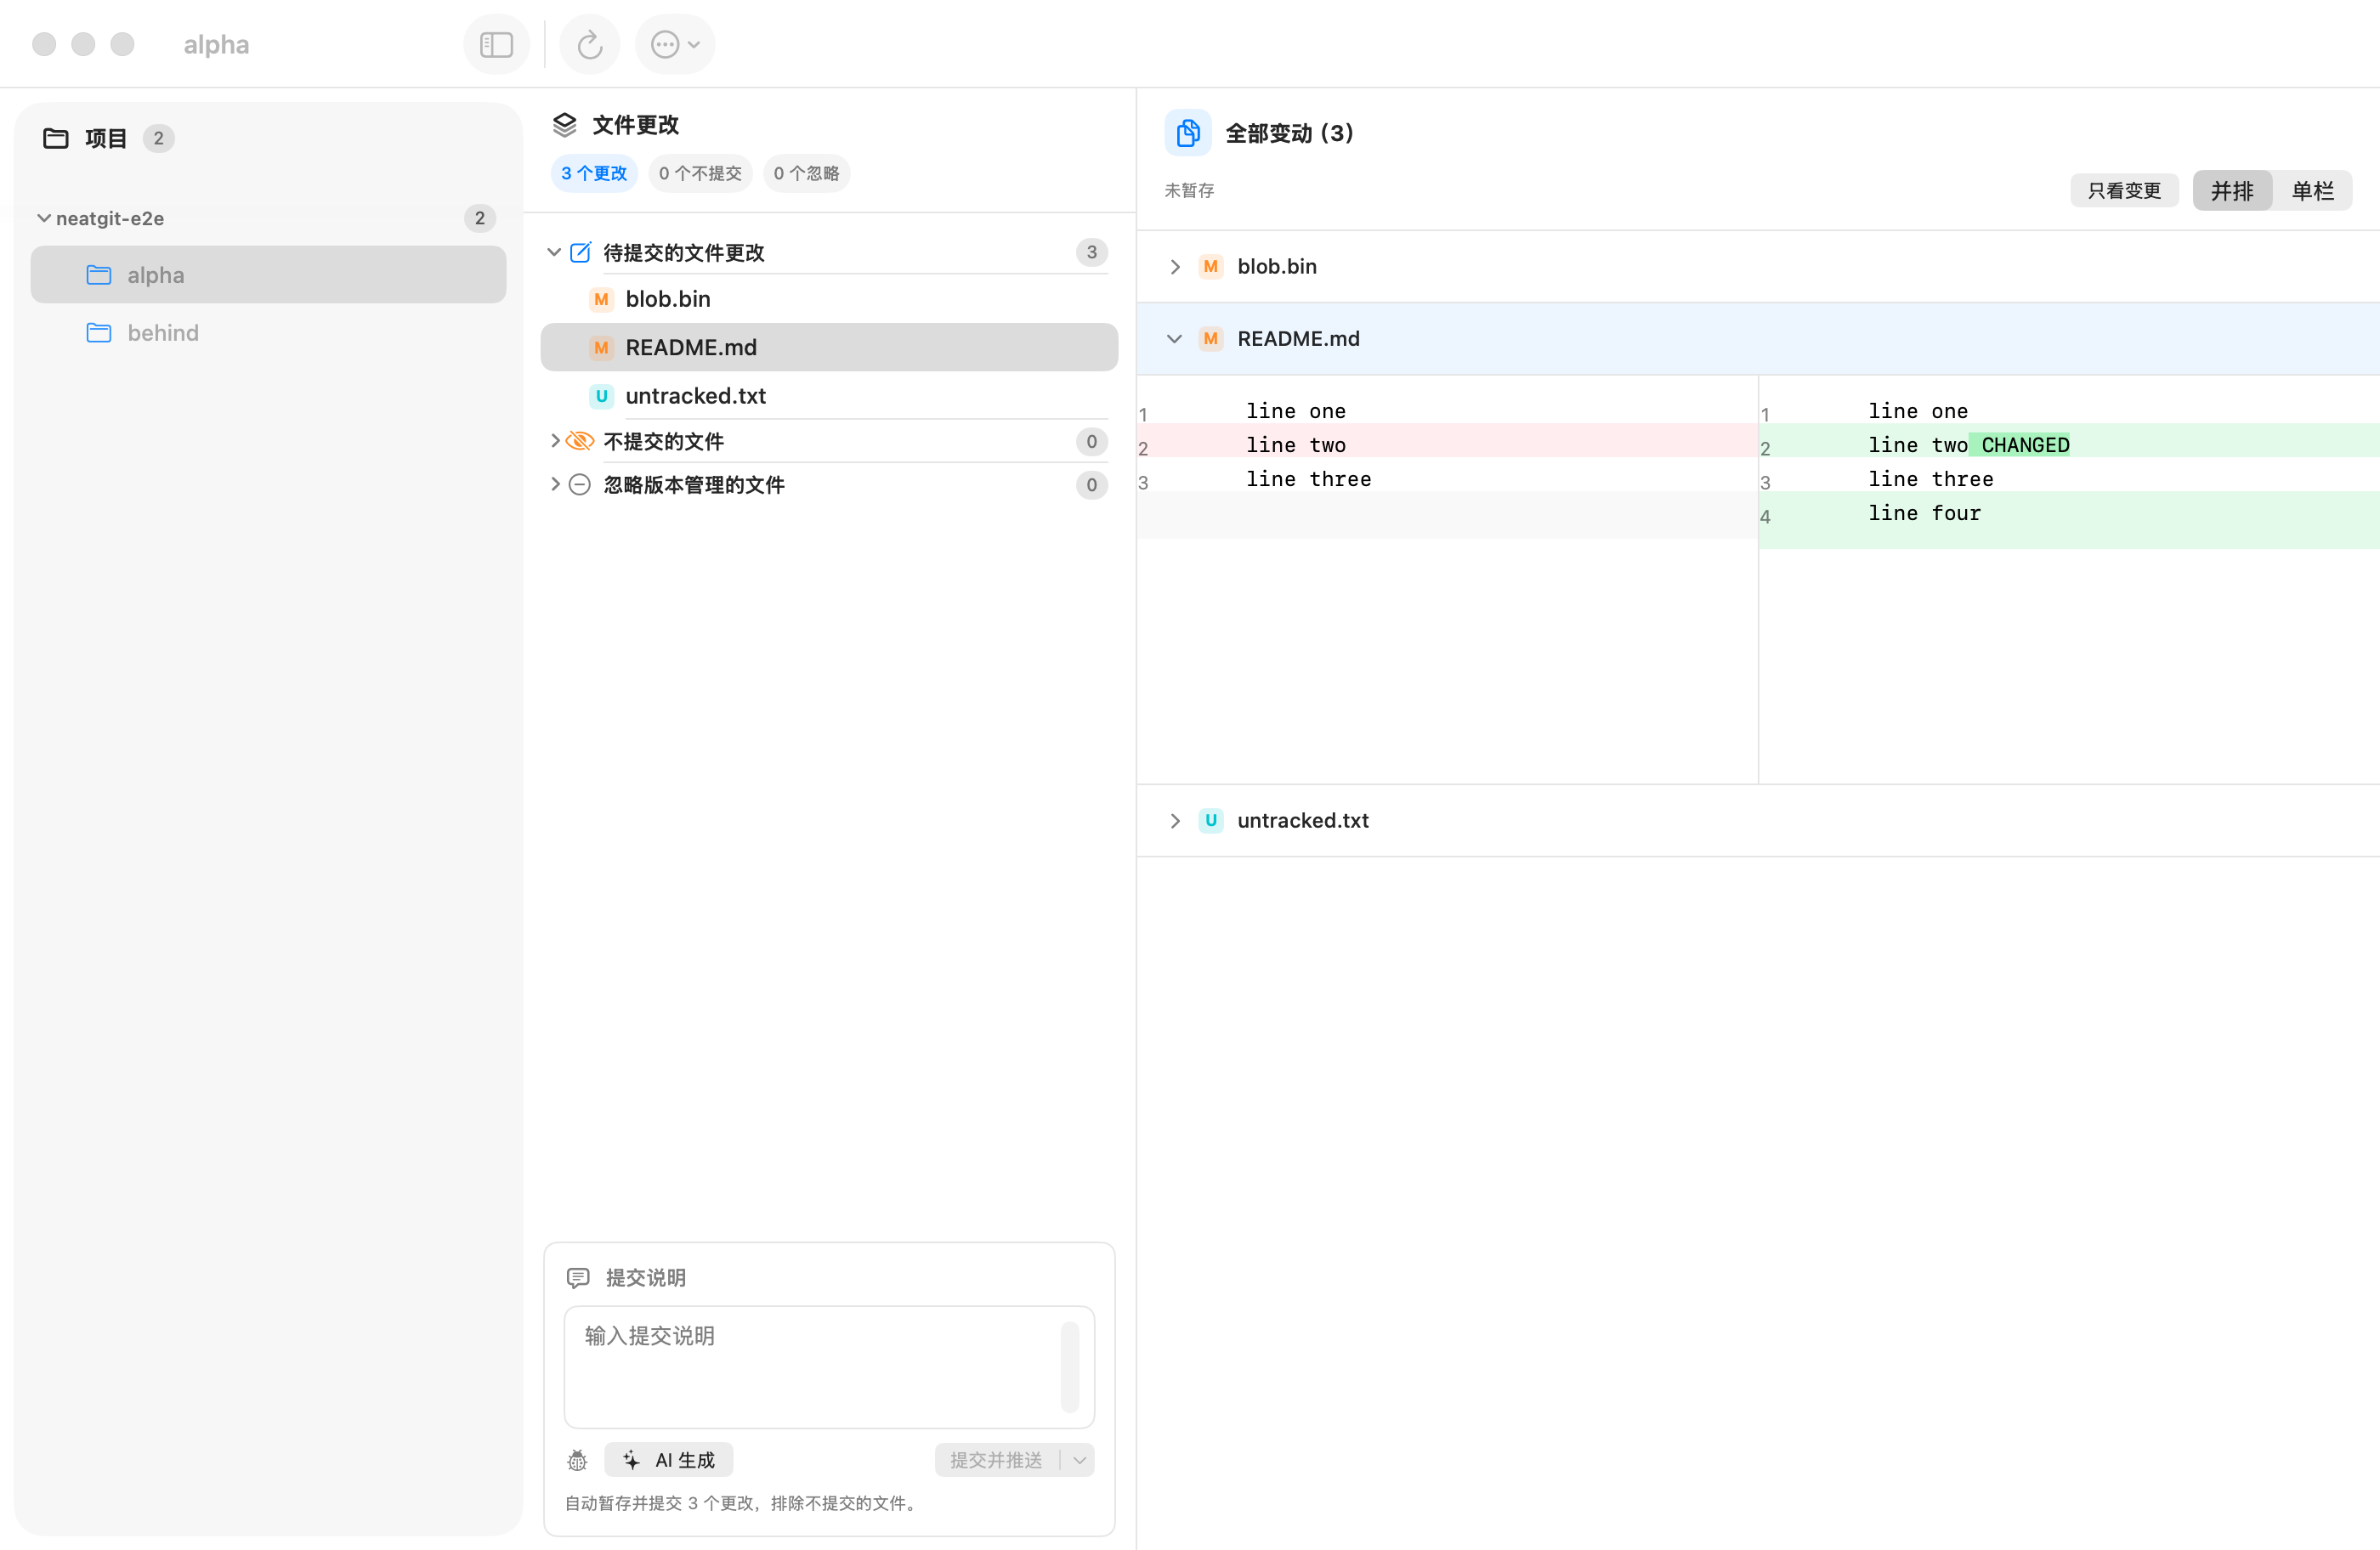 alpha
项目 2
neatgit-e2e 2
alpha
behind
文件更改
3 个更改 0 个不提交 0 个忽略
待提交的文件更改 3
M blob.bin
M README.md
U untracked.txt
不提交的文件 0
忽略版本管理的文件 0
提交说明
输入提交说明
AI 生成 提交并推送
自动暂存并提交 3 个更改，排除不提交的文件。
全部变动 (3)
未暂存 只看变更 并排 单栏
M blob.bin
M README.md
1 line one
2 line two
3 line three
1 line one
2 line two CHANGED
3 line three
4 line four
U untracked.txt